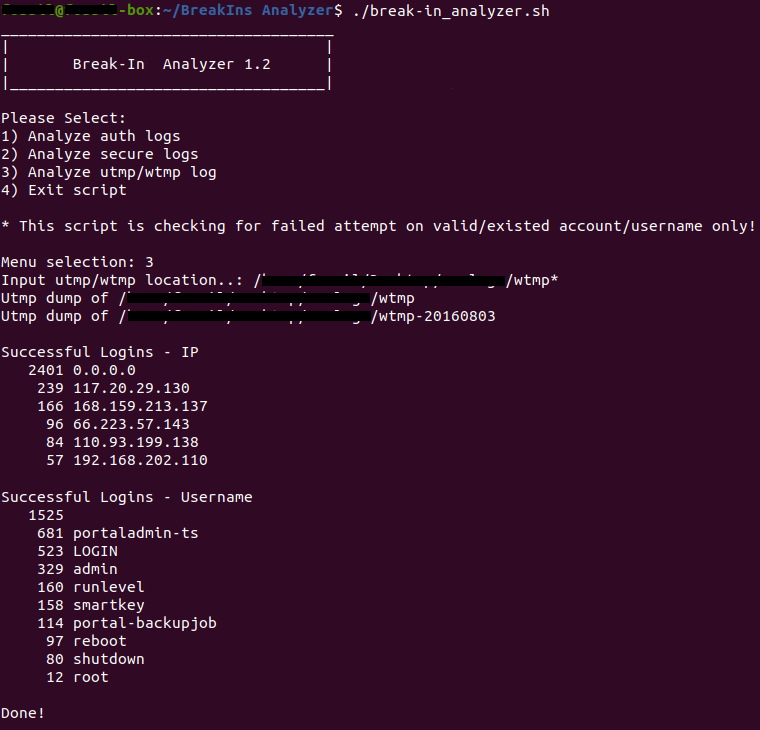 -box:~/BreakIns Analyzer$ ./break-in_analyzer.sh
____________________________________
| |
| Break-In  Analyzer 1.2 |
|___________________________________|
Please Select:
1) Analyze auth logs
2) Analyze secure logs
3) Analyze utmp/wtmp log
4) Exit script
* This script is checking for failed attempt on valid/existed account/username only!
Menu selection: 3
Input utmp/wtmp location..: / /wtmp*
Utmp dump of / /wtmp
Utmp dump of / /wtmp-20160803
Successful Logins - IP
2401 0.0.0.0
239 117.20.29.130
166 168.159.213.137
96 66.223.57.143
84 110.93.199.138
57 192.168.202.110
Successful Logins - Username
1525
681 portaladmin-ts
523 LOGIN
329 admin
160 runlevel
158 smartkey
114 portal-backupjob
97 reboot
80 shutdown
12 root
Done!